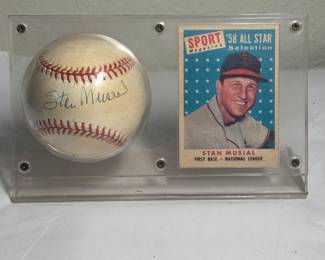 Stan Musial
SPORT
Magazine
'58 ALL STAR
Selection
STAN MUSIAL
FIRST BASE - NATIONAL LEAGUE